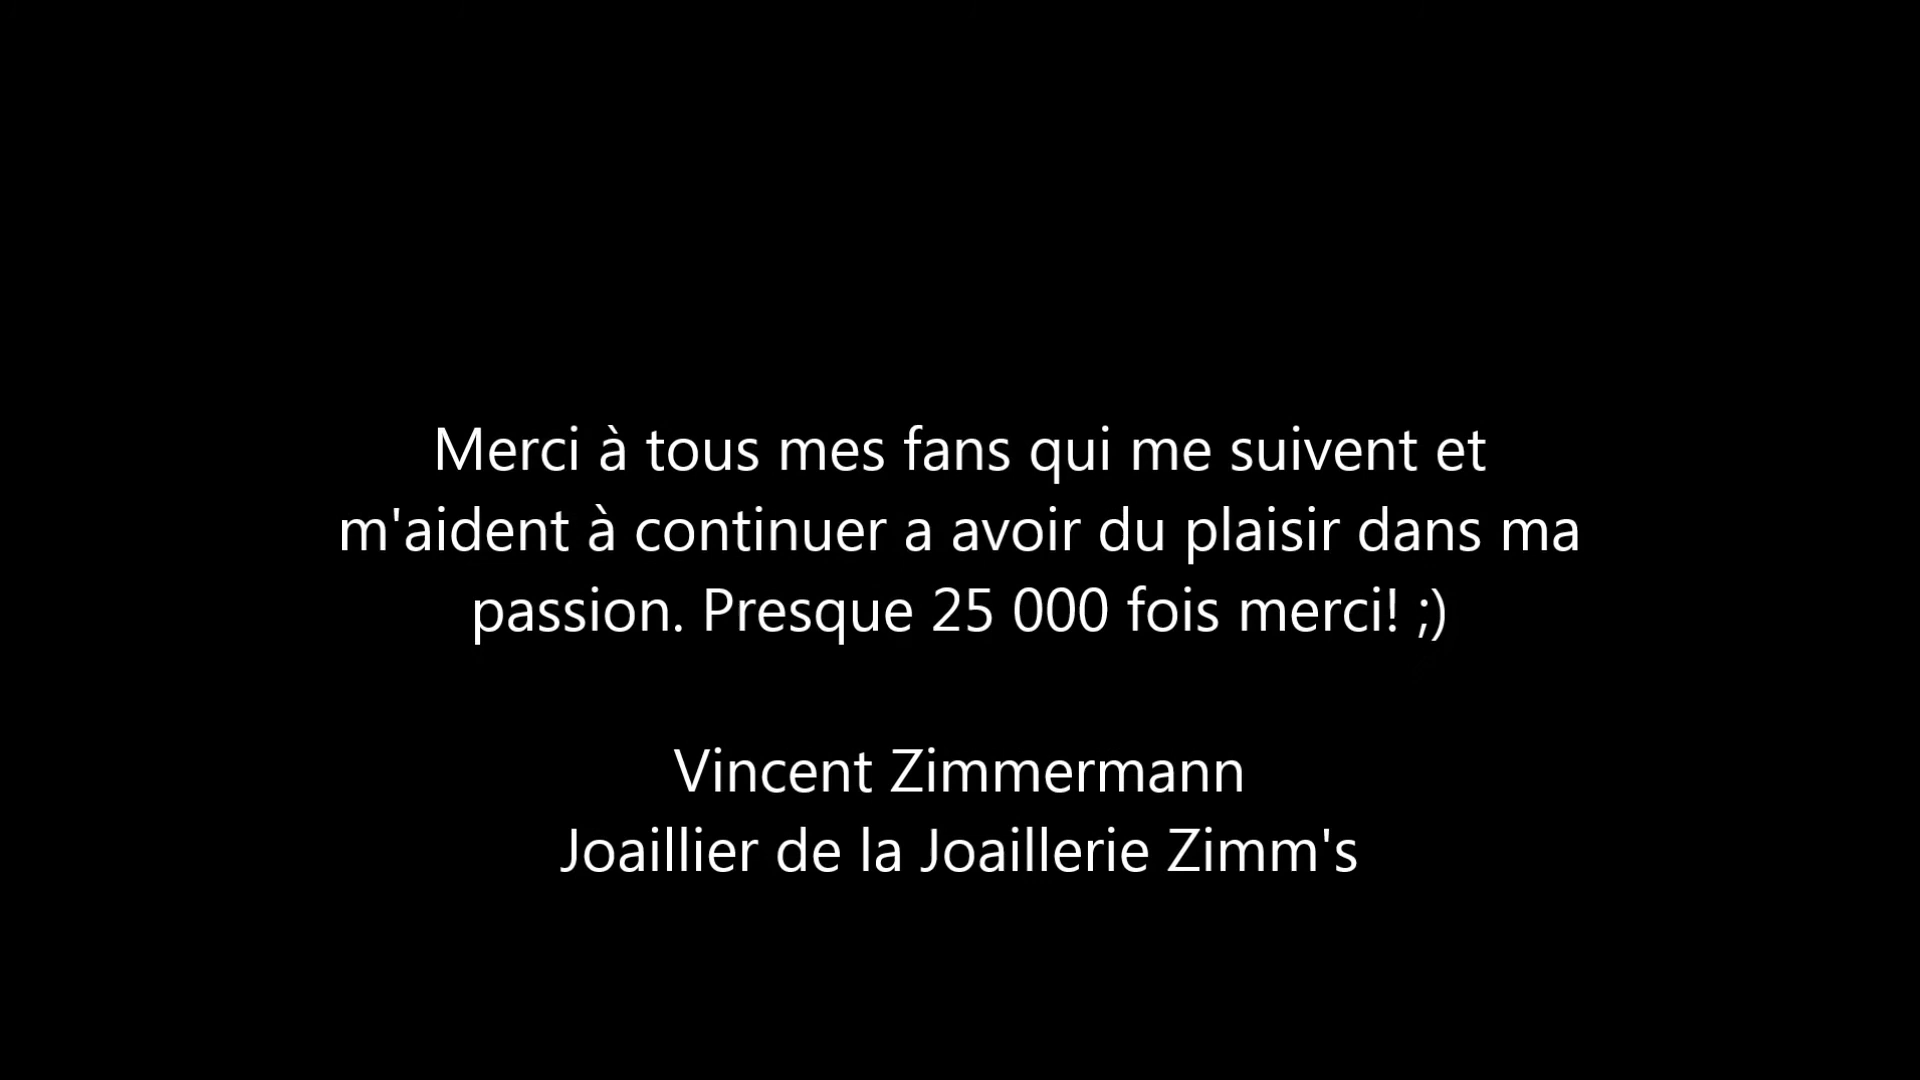 Merci à tous mes fans qui me suivent et
m'aident à continuer a avoir du plaisir dans ma
passion. Presque 25 000 fois merci! ;)
Vincent Zimmermann
Joaillier de la Joaillerie Zimm's